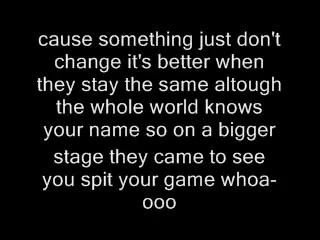 cause something just don't
change it's better when
they stay the same altough
the whole world knows
your name so on a bigger
stage they came to see
you spit your game whoa-
ooo